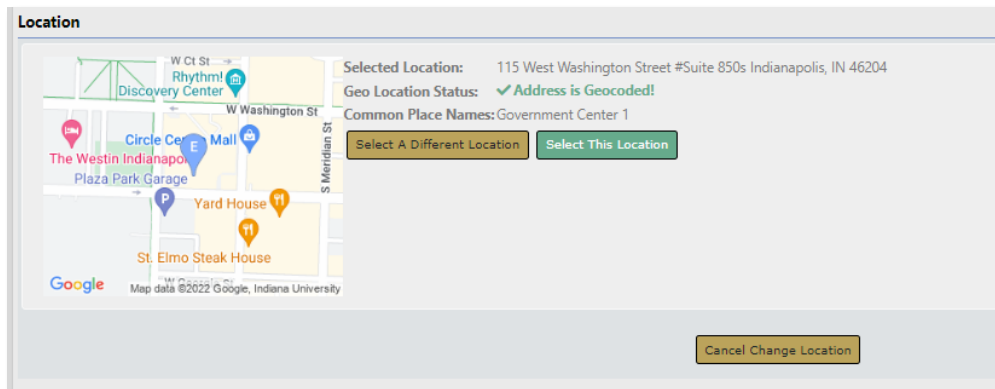 Location
W Ct St
Rhythm!
Discovery Center
W Washington St
Circle Mall
E
The Westin
Plaza Park Garage
P
S Meridian St
Yard House
St. Elmo Steak House
Google
Map data ©2022 Google, Indiana University
Selected Location: 115 West Washington Street #Suite 850s Indianapolis, IN 46204
Geo Location Status: ✔ Address is Geocoded!
Common Place Names: Government Center 1
Select A Different Location
Select This Location
Cancel Change Location